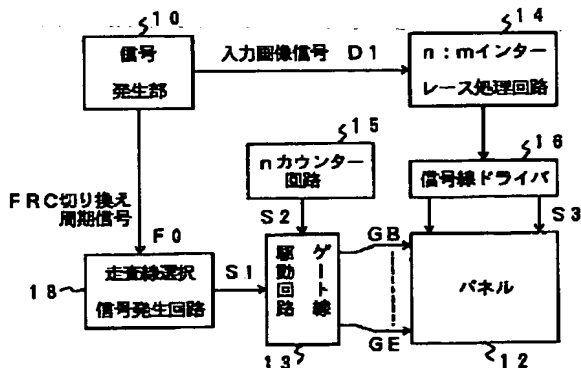 10
信号
発生部
入力画像信号 D1
14
n:mインター
レース処理回路
15
nカウンター
回路
16
信号線ドライバ
FRC切り換え
周期信号
F0
S2
S3
18
走査線選択
信号発生回路
S1
ゲート線
駆動回路
13
GB
GE
パネル
12